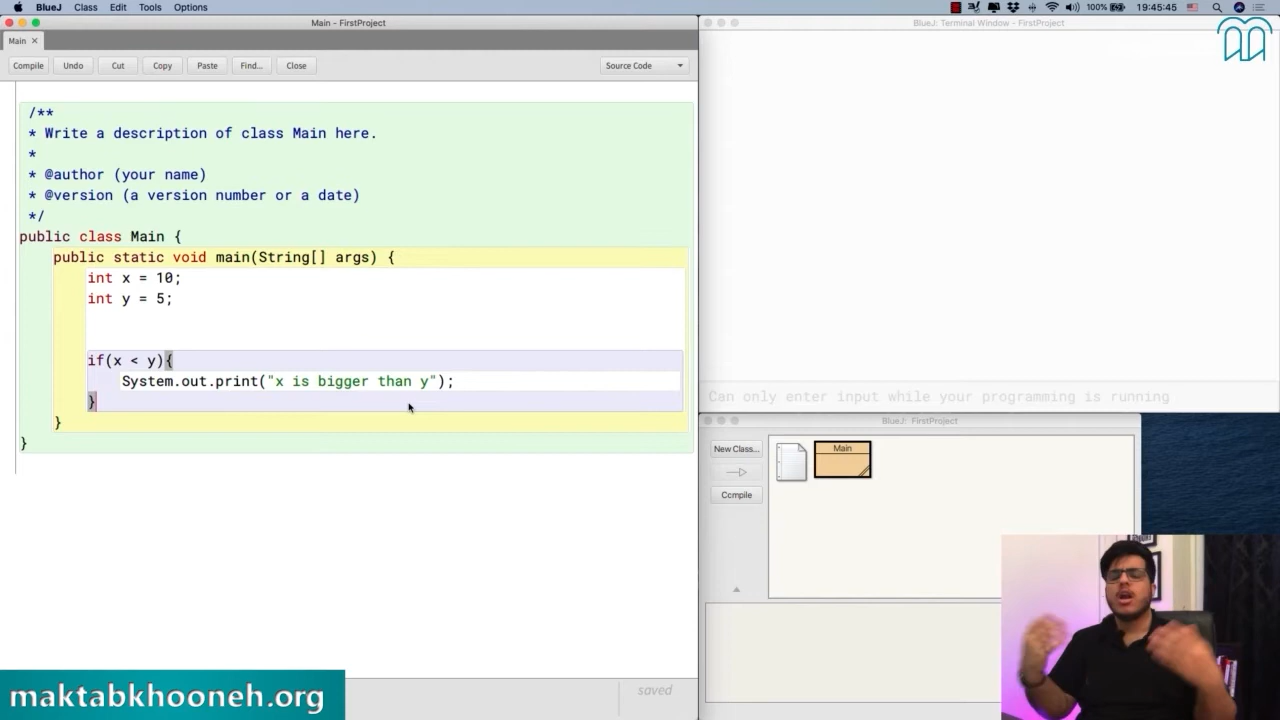 BlueJ Class Edit Tools Options
100% 19:45:45
Main - FirstProject
BlueJ: Terminal Window - FirstProject
Main
Compile Undo Cut Copy Paste Find... Close Source Code
/**
* Write a description of class Main here.
*
* @author (your name)
* @version (a version number or a date)
*/
public class Main {
public static void main(String[] args) {
int x = 10;
int y = 5;
if(x < y){
System.out.print("x is bigger than y");
}
}
}
Can only enter input while your programming is running
BlueJ: FirstProject
New Class...
Main
Compile
saved
maktabkhooneh.org